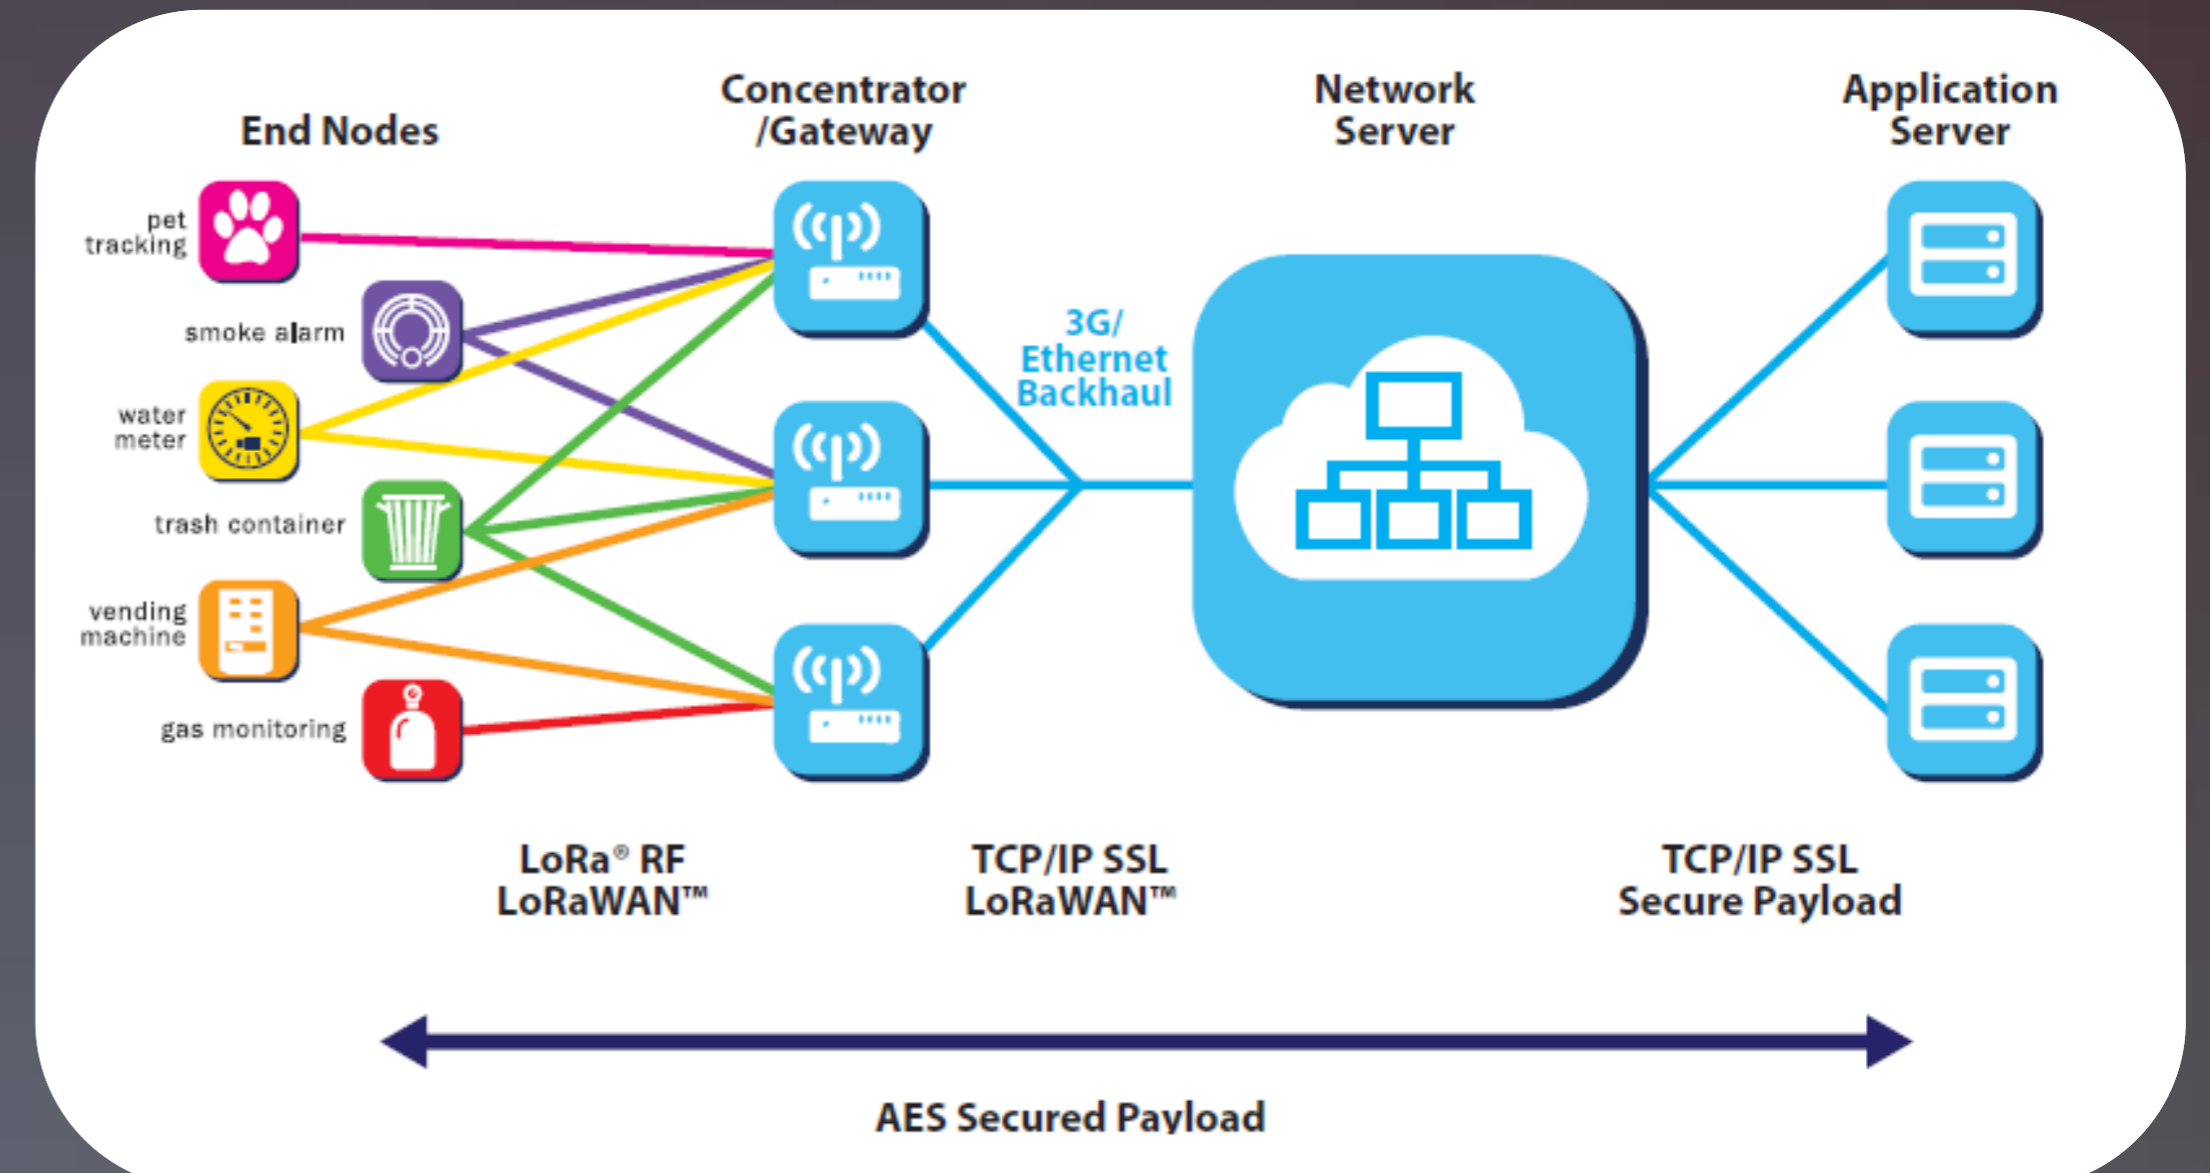 End Nodes
Concentrator
/Gateway
Network
Server
Application
Server
pet
tracking
smoke alarm
water
meter
trash container
vending
machine
gas monitoring
3G/
Ethernet
Backhaul
LoRa® RF
LoRaWAN™
TCP/IP SSL
LoRaWAN™
TCP/IP SSL
Secure Payload
AES Secured Payload